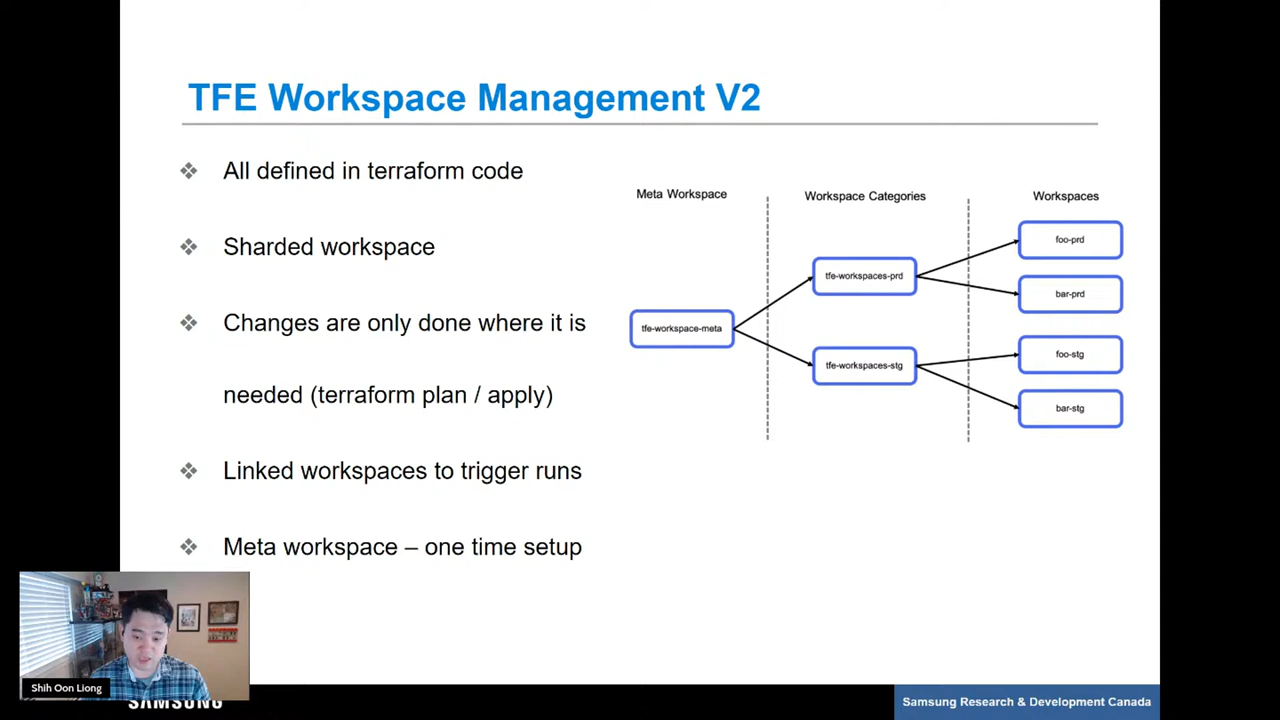 TFE Workspace Management V2
❖ All defined in terraform code
❖ Sharded workspace
❖ Changes are only done where it is
needed (terraform plan / apply)
❖ Linked workspaces to trigger runs
❖ Meta workspace – one time setup
Meta Workspace
Workspace Categories
Workspaces
tfe-workspace-meta
tfe-workspaces-prd
tfe-workspaces-stg
foo-prd
bar-prd
foo-stg
bar-stg
Shih Oon Liong
SAMSUNG
Samsung Research & Development Canada